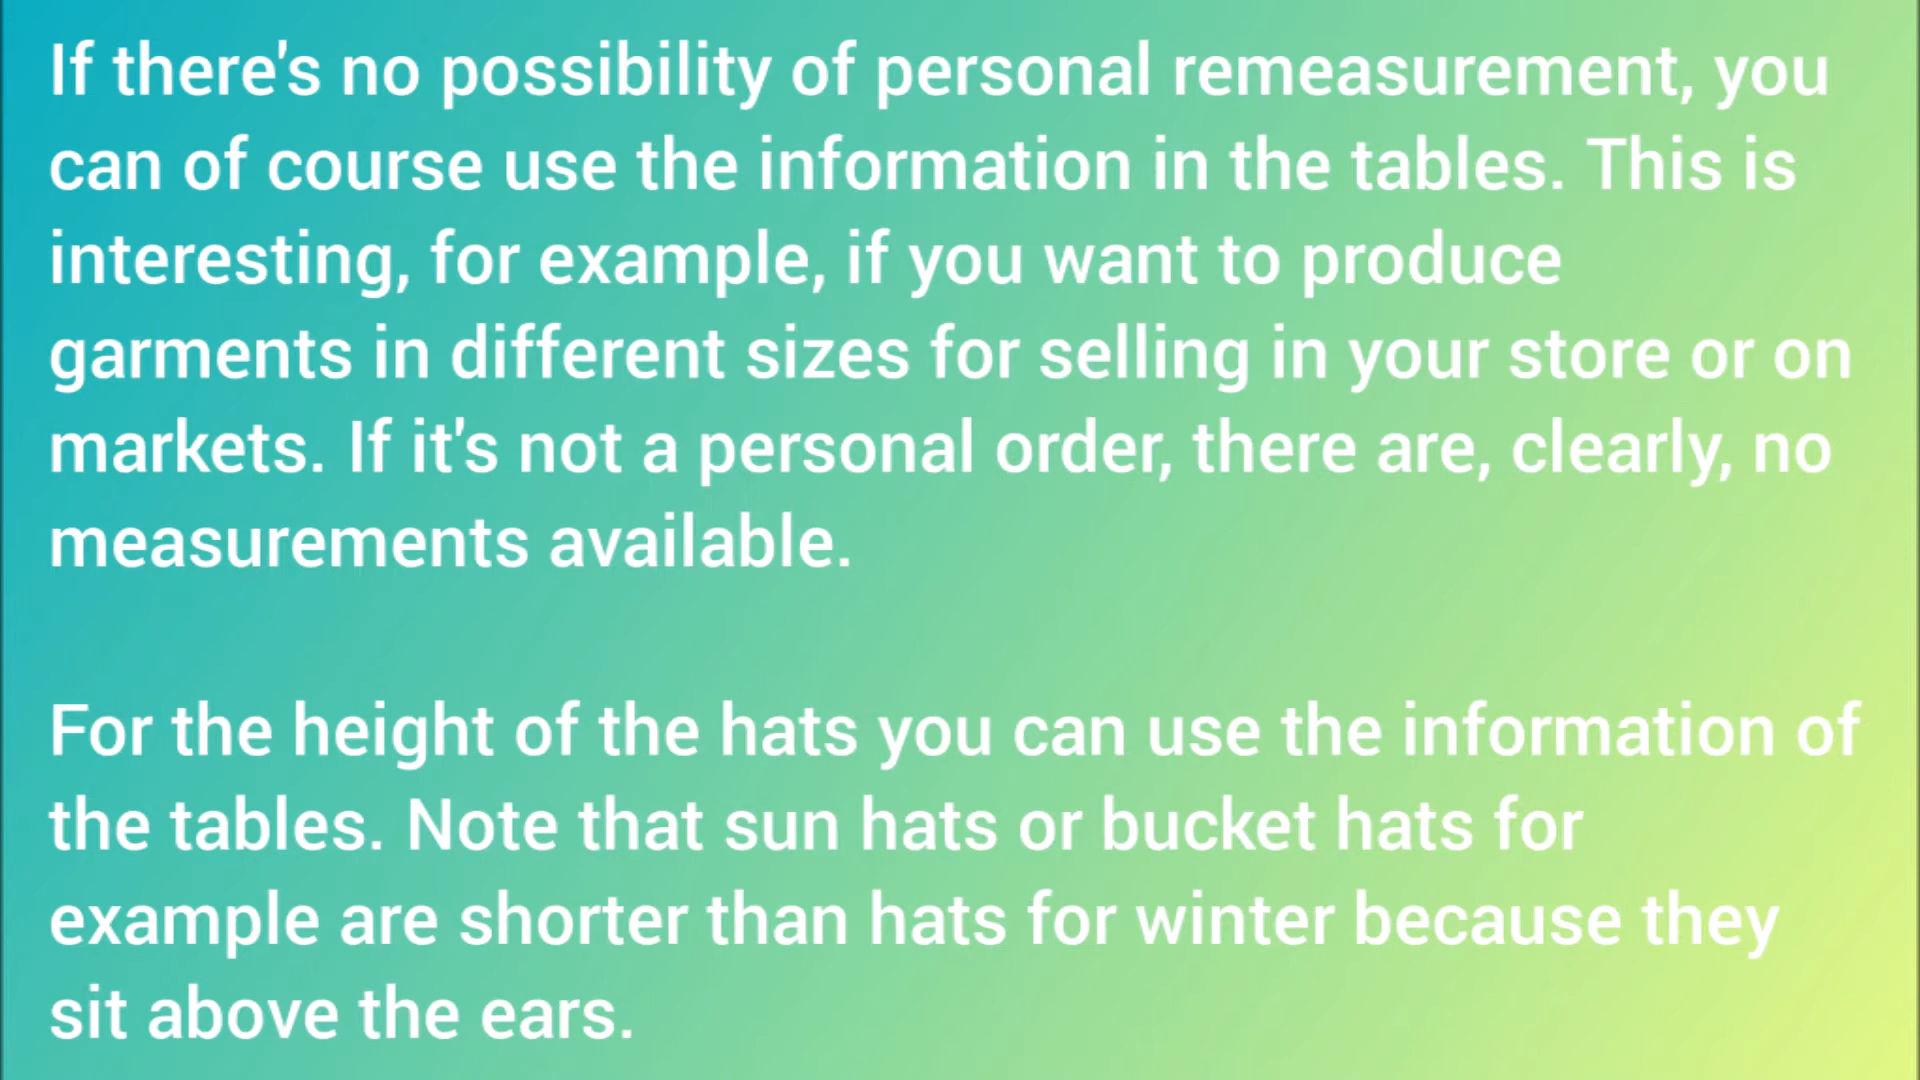 If there's no possibility of personal remeasurement, you
can of course use the information in the tables. This is
interesting, for example, if you want to produce
garments in different sizes for selling in your store or on
markets. If it's not a personal order, there are, clearly, no
measurements available.
For the height of the hats you can use the information of
the tables. Note that sun hats or bucket hats for
example are shorter than hats for winter because they
sit above the ears.